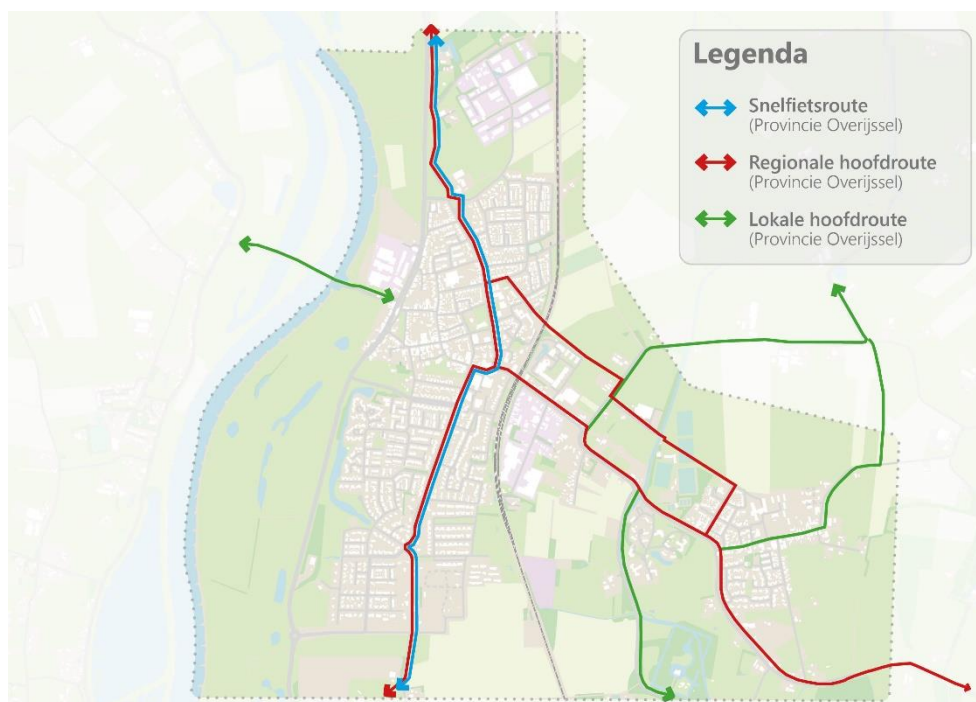 Legenda
Snelfietsroute
(Provincie Overijssel)
Regionale hoofdroute
(Provincie Overijssel)
Lokale hoofdroute
(Provincie Overijssel)